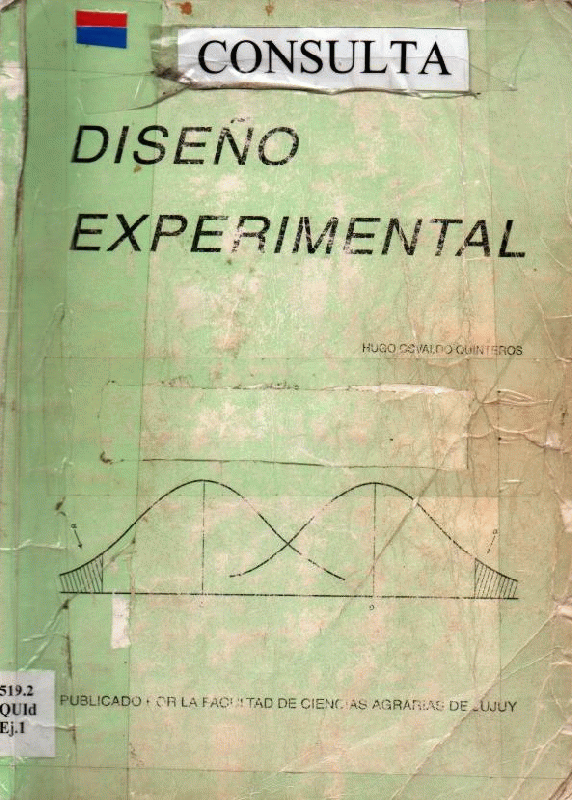 CONSULTA
DISEÑO
EXPERIMENTAL
HUGO OSVALDO QUINTEROS
α
α
0
PUBLICADO POR LA FACULTAD DE CIENCIAS AGRARIAS DE JUJUY
519.2
QUId
Ej.1